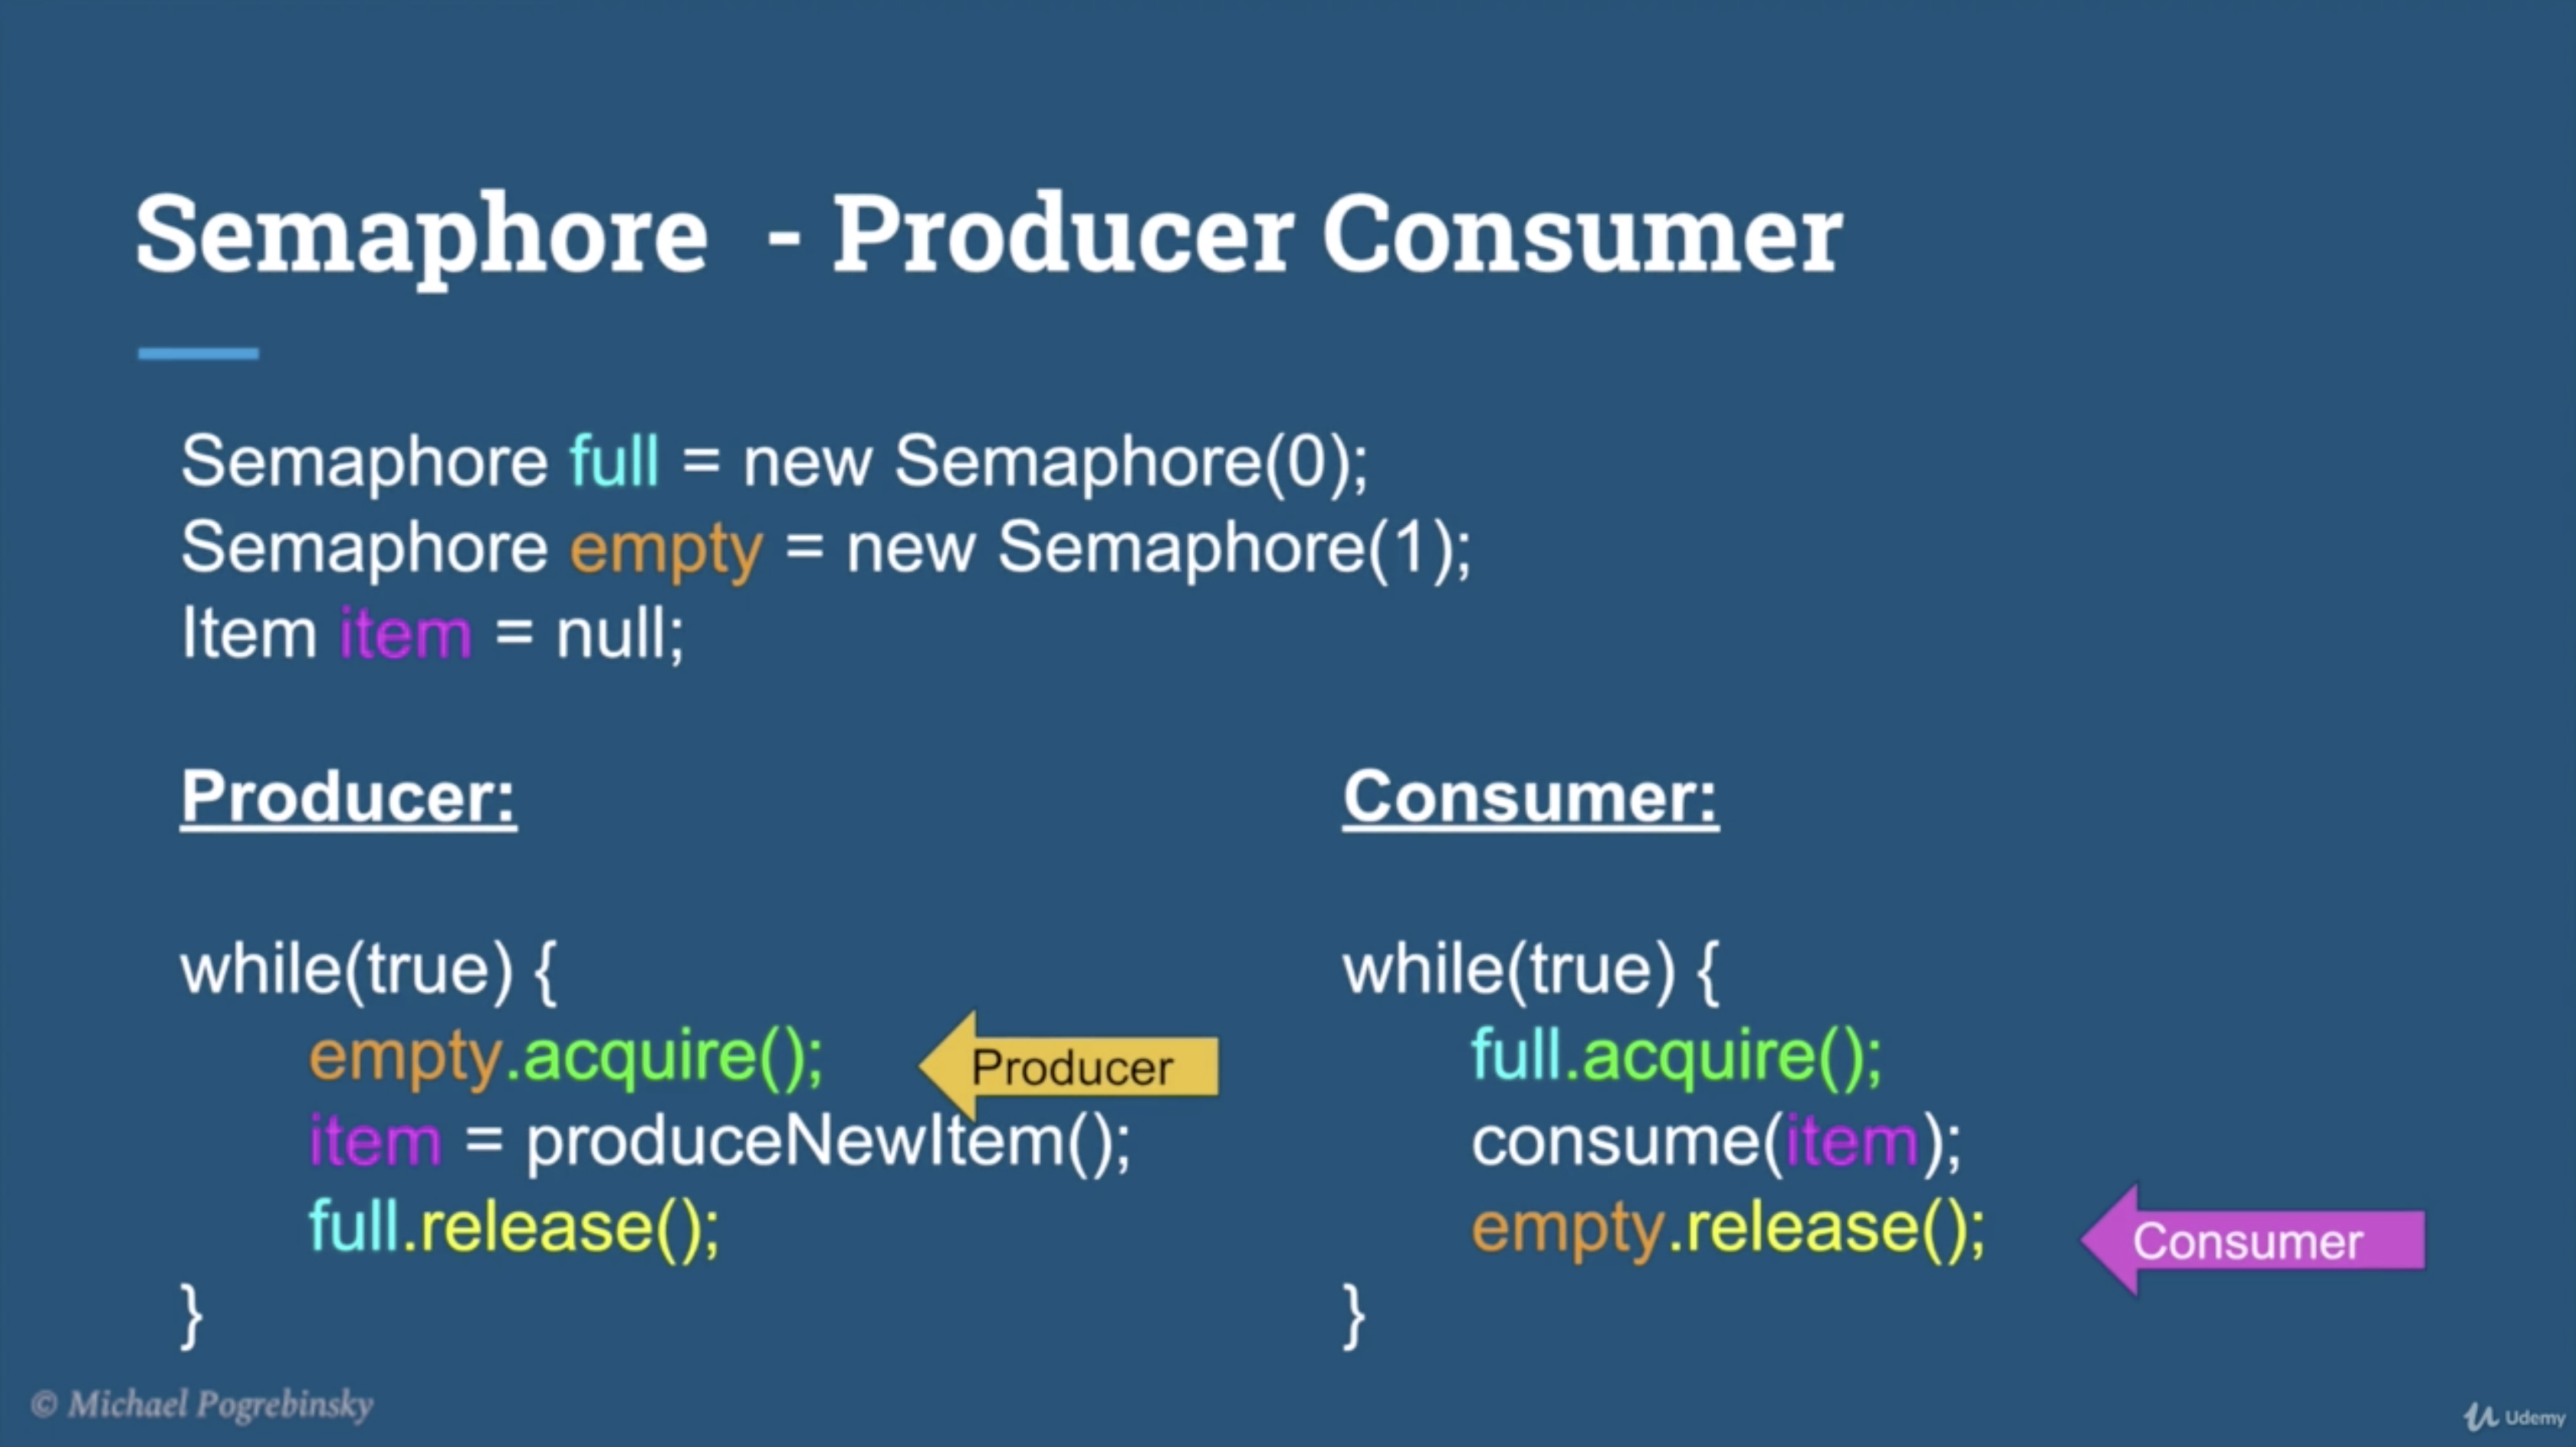 Semaphore - Producer Consumer
Semaphore full = new Semaphore(0);
Semaphore empty = new Semaphore(1);
Item item = null;
Producer:
while(true) {
empty.acquire();
item = produceNewItem();
full.release();
}
Producer
Consumer:
while(true) {
full.acquire();
consume(item);
empty.release();
}
Consumer
© Michael Pogrebinsky
Udemy